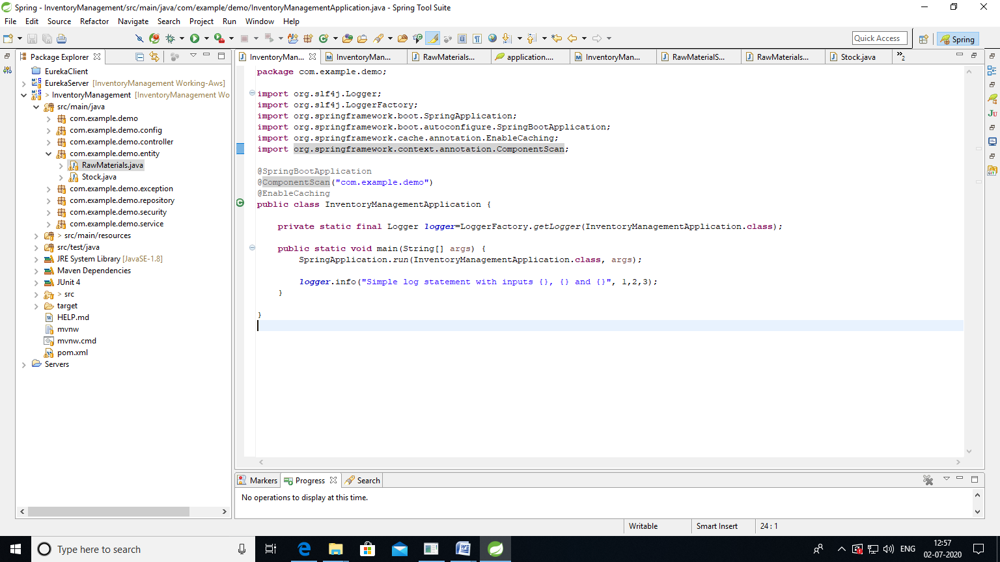 Spring - InventoryManagement/src/main/java/com/example/demo/InventoryManagementApplication.java - Spring Tool Suite
File Edit Source Refactor Navigate Search Project Run Window Help
Quick Access
Spring
Package Explorer
EurekaClient
EurekaServer [InventoryManagement Working-Aws]
> InventoryManagement [InventoryManagement Wo
src/main/java
com.example.demo
com.example.demo.config
com.example.demo.controller
com.example.demo.entity
RawMaterials.java
Stock.java
com.example.demo.exception
com.example.demo.repository
com.example.demo.security
com.example.demo.service
> src/main/resources
src/test/java
JRE System Library [JavaSE-1.8]
Maven Dependencies
JUnit 4
> src
target
HELP.md
mvnw
mvnw.cmd
pom.xml
Servers
InventoryMan... InventoryMan... RawMaterials... application.... InventoryMan... RawMaterialS... RawMaterials... Stock.java »2
package com.example.demo;
import org.slf4j.Logger;
import org.slf4j.LoggerFactory;
import org.springframework.boot.SpringApplication;
import org.springframework.boot.autoconfigure.SpringBootApplication;
import org.springframework.cache.annotation.EnableCaching;
import org.springframework.context.annotation.ComponentScan;
@SpringBootApplication
@ComponentScan("com.example.demo")
@EnableCaching
public class InventoryManagementApplication {
private static final Logger logger=LoggerFactory.getLogger(InventoryManagementApplication.class);
public static void main(String[] args) {
SpringApplication.run(InventoryManagementApplication.class, args);
logger.info("Simple log statement with inputs {}, {} and {}", 1,2,3);
}
}
Markers Progress Search
No operations to display at this time.
Writable Smart Insert 24 : 1
Type here to search
ENG
12:57
02-07-2020